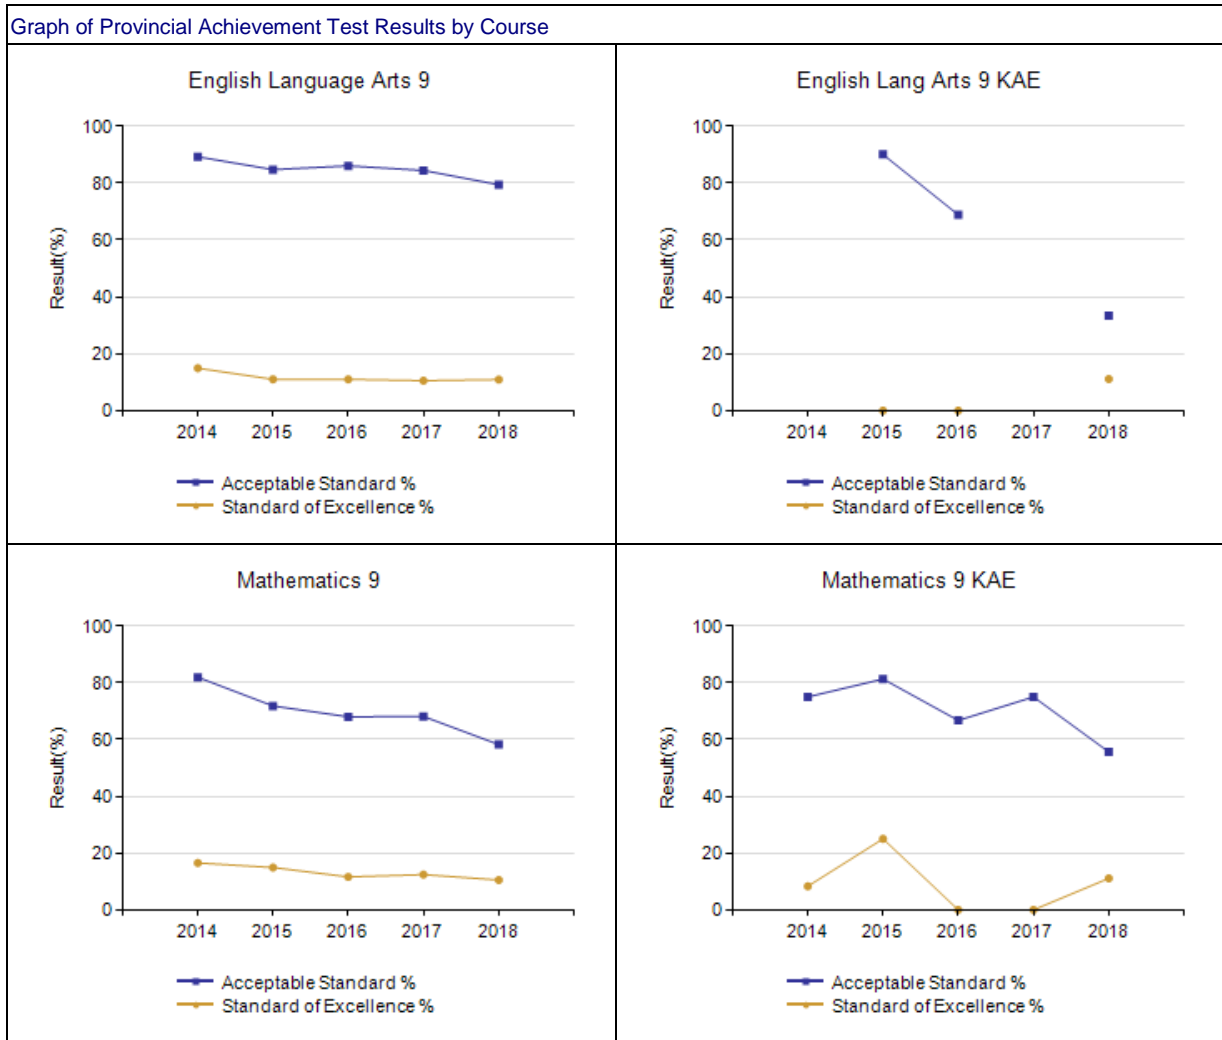 Graph of Provincial Achievement Test Results by Course
English Language Arts 9
100
80
60
40
20
0
Result(%)
2014 2015 2016 2017 2018
Acceptable Standard %
Standard of Excellence %
English Lang Arts 9 KAE
100
80
60
40
20
0
Result(%)
2014 2015 2016 2017 2018
Acceptable Standard %
Standard of Excellence %
Mathematics 9
100
80
60
40
20
0
Result(%)
2014 2015 2016 2017 2018
Acceptable Standard %
Standard of Excellence %
Mathematics 9 KAE
100
80
60
40
20
0
Result(%)
2014 2015 2016 2017 2018
Acceptable Standard %
Standard of Excellence %